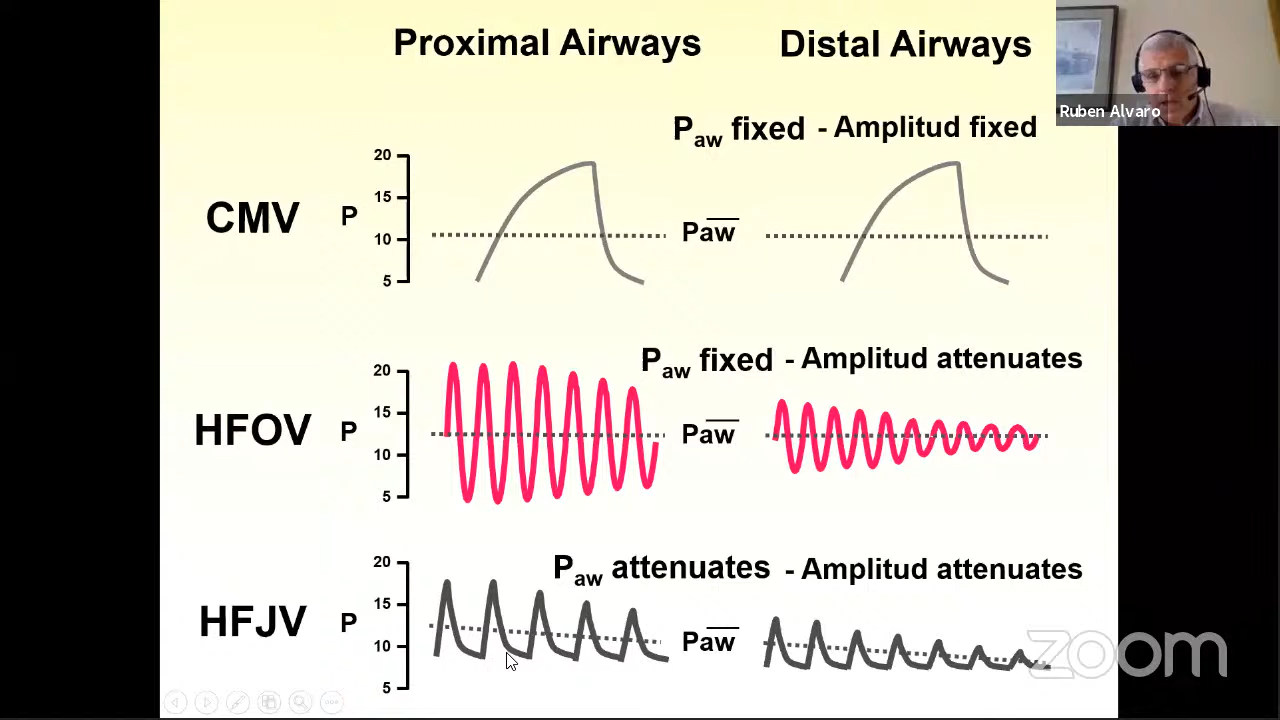 Proximal Airways
Distal Airways
Ruben Alvaro
Paw fixed - Amplitud fixed
CMV
P
20
15
10
5
Paw
Paw fixed - Amplitud attenuates
HFOV
P
20
15
10
5
Paw
Paw attenuates - Amplitud attenuates
HFJV
P
20
15
10
5
Paw
zoom